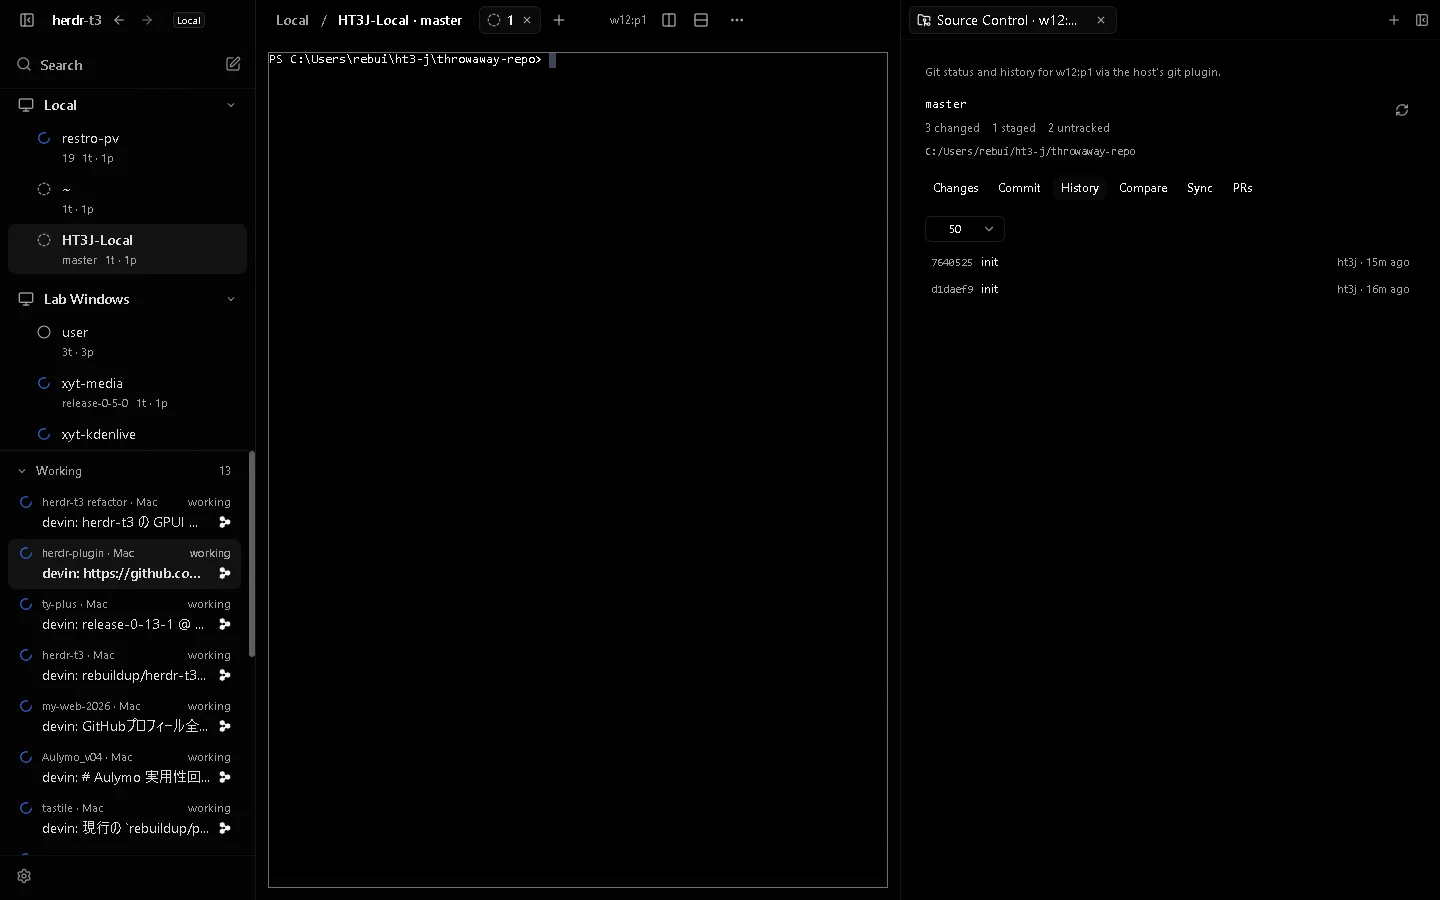 herdr-t3 Local
Search
Local
restro-pv
19 1t · 1p
~
1t · 1p
HT3J-Local
master 1t · 1p
Lab Windows
user
3t · 3p
xyt-media
release-0-5-0 1t · 1p
xyt-kdenlive
Working 13
herdr-t3 refactor · Mac working
devin: herdr-t3 の GPUI ...
herdr-plugin · Mac working
devin: https://github.co...
ty-plus · Mac working
devin: release-0-13-1 @ ...
herdr-t3 · Mac working
devin: rebuildup/herdr-t3...
my-web-2026 · Mac working
devin: GitHubプロフィール全...
Aulymo_v04 · Mac working
devin: # Aulymo 実用性回...
tastile · Mac working
devin: 現行の `rebuildup/p...
Local / HT3J-Local · master 1 w12:p1
PS C:\Users\rebui\ht3-j\throwaway-repo>
Source Control · w12:...
Git status and history for w12:p1 via the host's git plugin.
master
3 changed 1 staged 2 untracked
C:/Users/rebui/ht3-j/throwaway-repo
Changes Commit History Compare Sync PRs
50
7640525 init ht3j · 15m ago
d1daef9 init ht3j · 16m ago